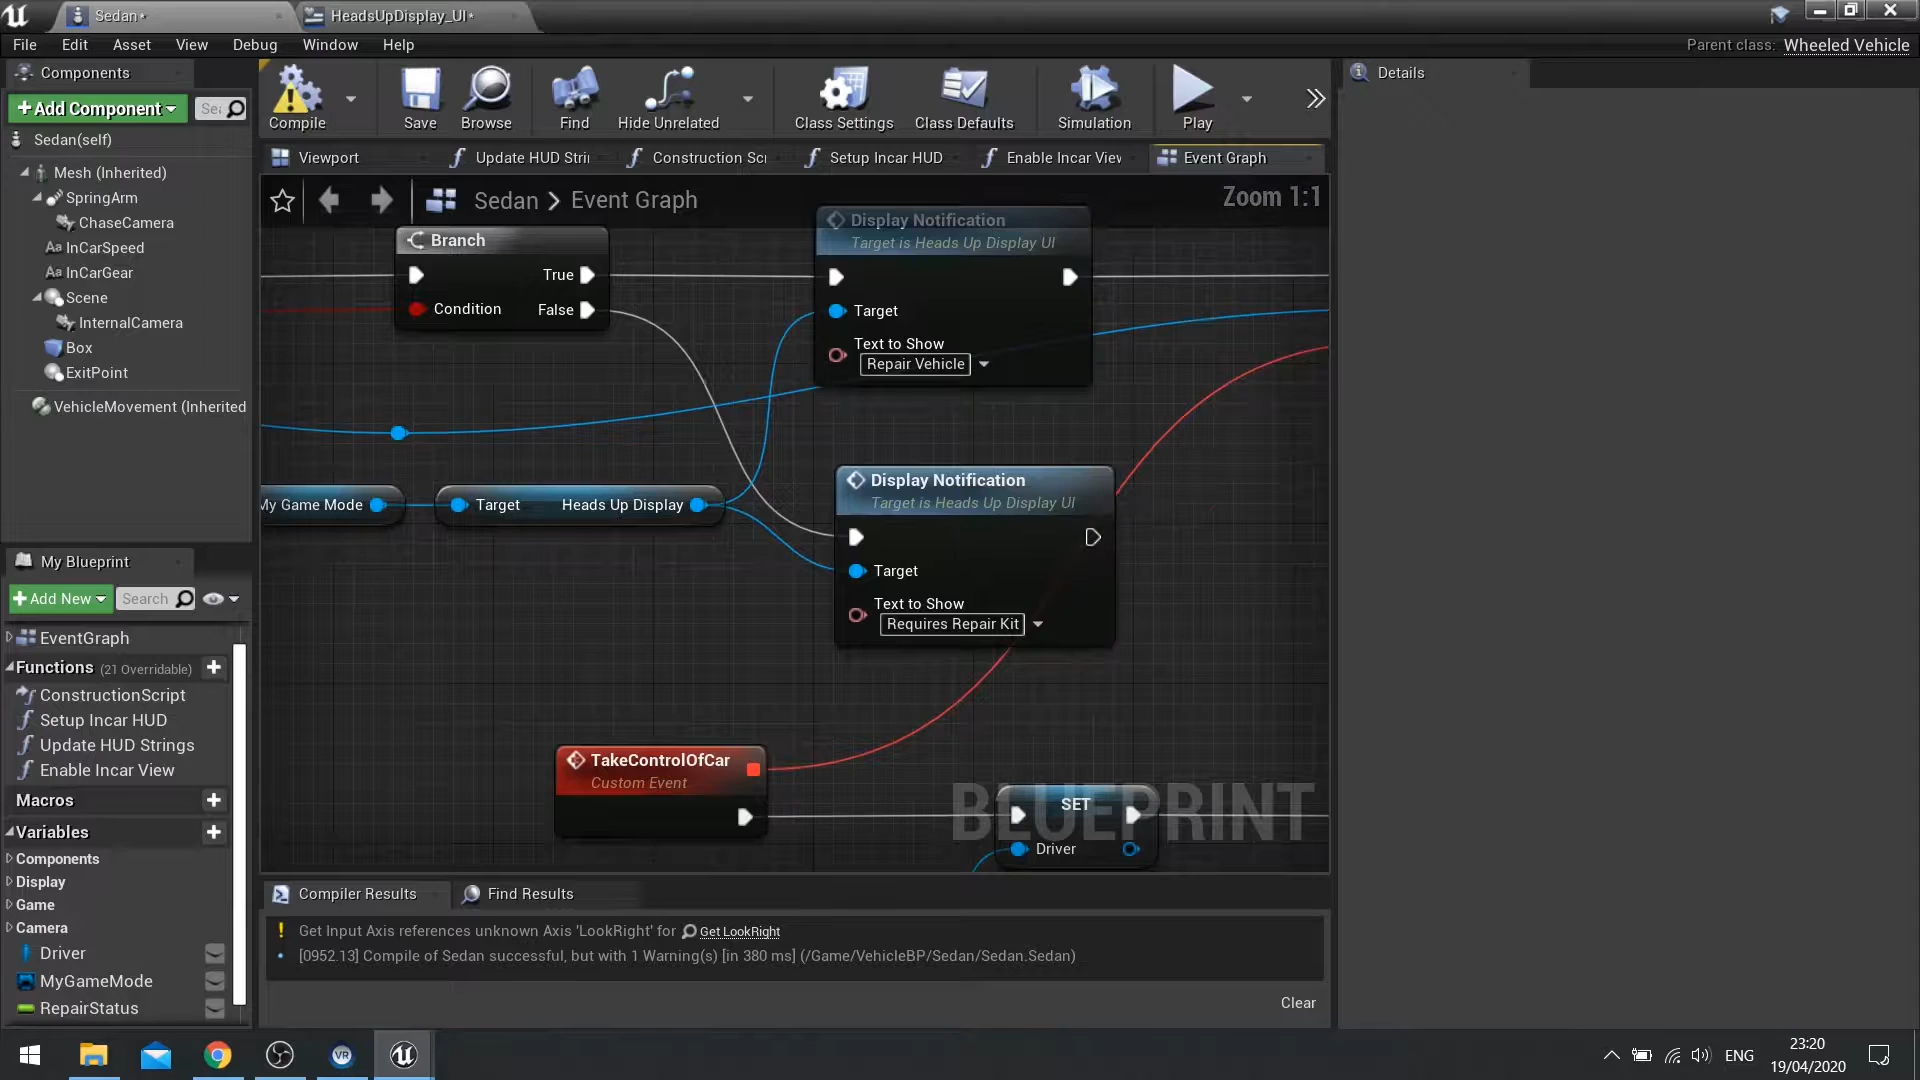 Sedan*
HeadsUpDisplay_UI*
File Edit Asset View Debug Window Help
Parent class: Wheeled Vehicle
Components
+Add Component
Sedan(self)
Mesh (Inherited)
SpringArm
ChaseCamera
InCarSpeed
InCarGear
Scene
InternalCamera
Box
ExitPoint
VehicleMovement (Inherited
Compile
Save
Browse
Find
Hide Unrelated
Class Settings
Class Defaults
Simulation
Play
Details
Viewport
Update HUD Stri
Construction Sc
Setup Incar HUD
Enable Incar View
Event Graph
Sedan > Event Graph
Zoom 1:1
Branch
True
Condition
False
Display Notification
Target is Heads Up Display UI
Target
Text to Show
Repair Vehicle
My Game Mode
Target Heads Up Display
Display Notification
Target is Heads Up Display UI
Target
Text to Show
Requires Repair Kit
TakeControlOfCar
Custom Event
SET
Driver
BLUEPRINT
My Blueprint
+Add New
Search
EventGraph
Functions (21 Overridable)
ConstructionScript
Setup Incar HUD
Update HUD Strings
Enable Incar View
Macros
Variables
Components
Display
Game
Camera
Driver
MyGameMode
RepairStatus
Compiler Results
Find Results
Get Input Axis references unknown Axis 'LookRight' for Get LookRight
[0952.13] Compile of Sedan successful, but with 1 Warning(s) [in 380 ms] (/Game/VehicleBP/Sedan/Sedan.Sedan)
Clear
VR
ENG
23:20
19/04/2020